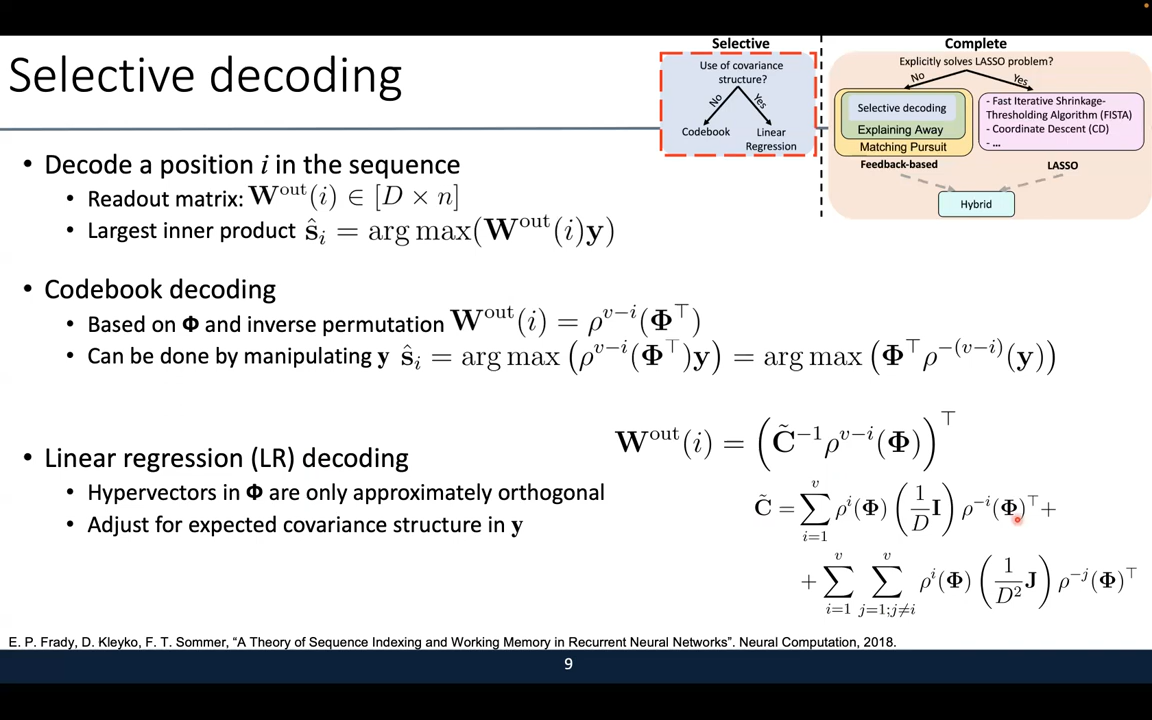 Selective decoding
Selective
Use of covariance
structure?
No
Yes
Codebook
Linear
Regression
Complete
Explicitly solves LASSO problem?
No
Yes
Selective decoding
Explaining Away
Matching Pursuit
Feedback-based
- Fast Iterative Shrinkage-
Thresholding Algorithm (FISTA)
- Coordinate Descent (CD)
- ...
LASSO
Hybrid
• Decode a position i in the sequence
• Readout matrix: W^out(i) ∈ [D × n]
• Largest inner product ŝ_i = arg max(W^out(i)y)
• Codebook decoding
• Based on Φ and inverse permutation W^out(i) = ρ^{v−i}(Φ^⊤)
• Can be done by manipulating y ŝ_i = arg max (ρ^{v−i}(Φ^⊤)y) = arg max (Φ^⊤ρ^{−(v−i)}(y))
W^out(i) = (C̃^{−1}ρ^{v−i}(Φ))^⊤
• Linear regression (LR) decoding
• Hypervectors in Φ are only approximately orthogonal
• Adjust for expected covariance structure in y
C̃ = ∑_{i=1}^{v} ρ^i(Φ) (1/D I) ρ^{−i}(Φ)^⊤ +
+ ∑_{i=1}^{v} ∑_{j=1;j≠i}^{v} ρ^i(Φ) (1/D² J) ρ^{−j}(Φ)^⊤
E. P. Frady, D. Kleyko, F. T. Sommer, “A Theory of Sequence Indexing and Working Memory in Recurrent Neural Networks”. Neural Computation, 2018.
9